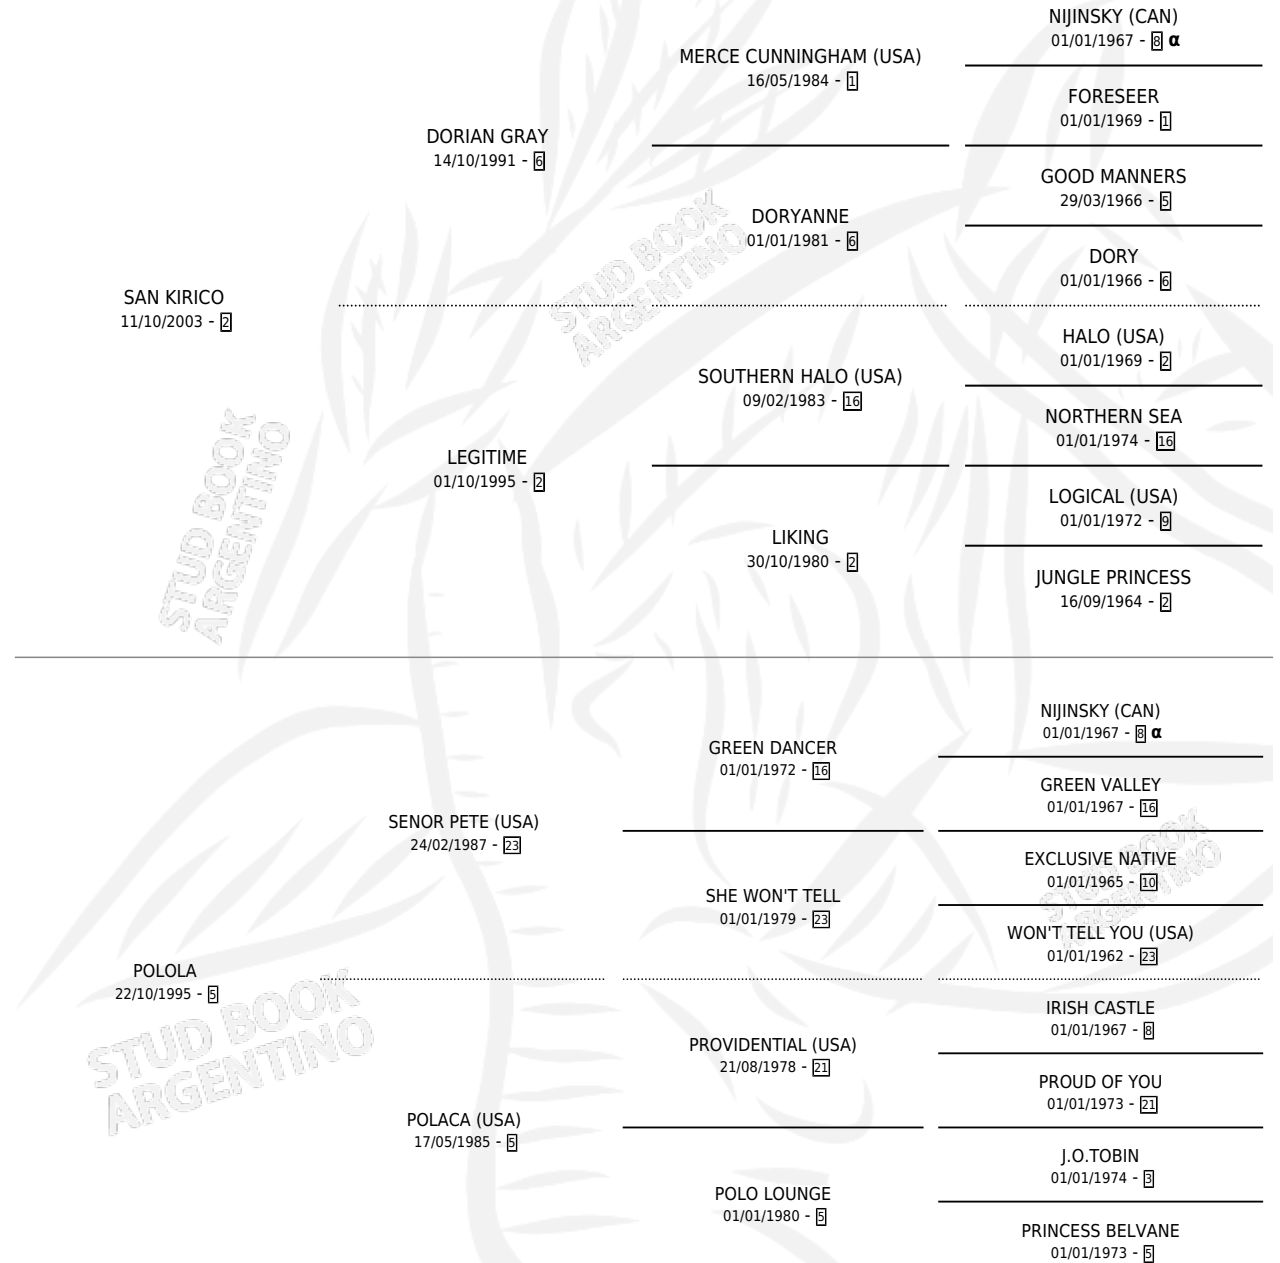 NIJINSKY (CAN)
01/01/1967 - 8 α
MERCE CUNNINGHAM (USA)
16/05/1984 - 1
FORESEER
01/01/1969 - 1
DORIAN GRAY
14/10/1991 - 6
GOOD MANNERS
29/03/1966 - 5
DORYANNE
01/01/1981 - 6
DORY
01/01/1966 - 6
SAN KIRICO
11/10/2003 - 2
HALO (USA)
01/01/1969 - 2
SOUTHERN HALO (USA)
09/02/1983 - 16
NORTHERN SEA
01/01/1974 - 16
LEGITIME
01/10/1995 - 2
LOGICAL (USA)
01/01/1972 - 9
LIKING
30/10/1980 - 2
JUNGLE PRINCESS
16/09/1964 - 2
STUD BOOK
ARGENTINO
STUD BOOK
ARGENTINO
NIJINSKY (CAN)
01/01/1967 - 8 α
GREEN DANCER
01/01/1972 - 16
GREEN VALLEY
01/01/1967 - 16
SENOR PETE (USA)
24/02/1987 - 23
EXCLUSIVE NATIVE
01/01/1965 - 10
SHE WON'T TELL
01/01/1979 - 23
WON'T TELL YOU (USA)
01/01/1962 - 23
POLOLA
22/10/1995 - 5
IRISH CASTLE
01/01/1967 - 8
PROVIDENTIAL (USA)
21/08/1978 - 21
PROUD OF YOU
01/01/1973 - 21
POLACA (USA)
17/05/1985 - 5
J.O.TOBIN
01/01/1974 - 3
POLO LOUNGE
01/01/1980 - 5
PRINCESS BELVANE
01/01/1973 - 5
STUD BOOK
ARGENTINO
STUD BOOK
ARGENTINO